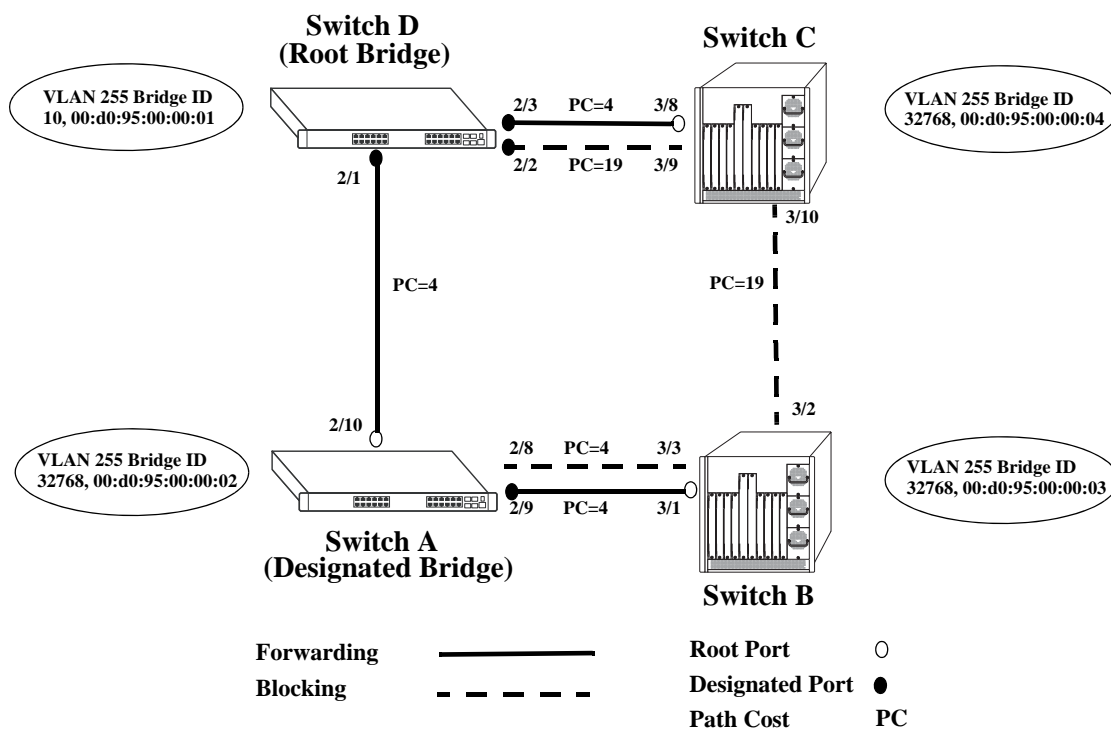 Switch D
(Root Bridge)
Switch C
VLAN 255 Bridge ID
10, 00:d0:95:00:00:01
2/3 PC=4 3/8
2/2 PC=19 3/9
VLAN 255 Bridge ID
32768, 00:d0:95:00:00:04
2/1
3/10
PC=4
PC=19
2/10
3/2
VLAN 255 Bridge ID
32768, 00:d0:95:00:00:02
2/8 PC=4 3/3
2/9 PC=4 3/1
VLAN 255 Bridge ID
32768, 00:d0:95:00:00:03
Switch A
(Designated Bridge)
Switch B
Forwarding
Blocking
Root Port
Designated Port
Path Cost PC